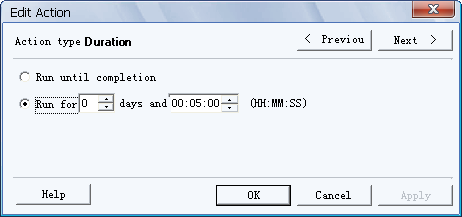 Edit Action
Action type Duration
< Previou
Next >
Run until completion
Run for 0 days and 00:05:00 (HH:MM:SS)
Help
OK
Cancel
Apply